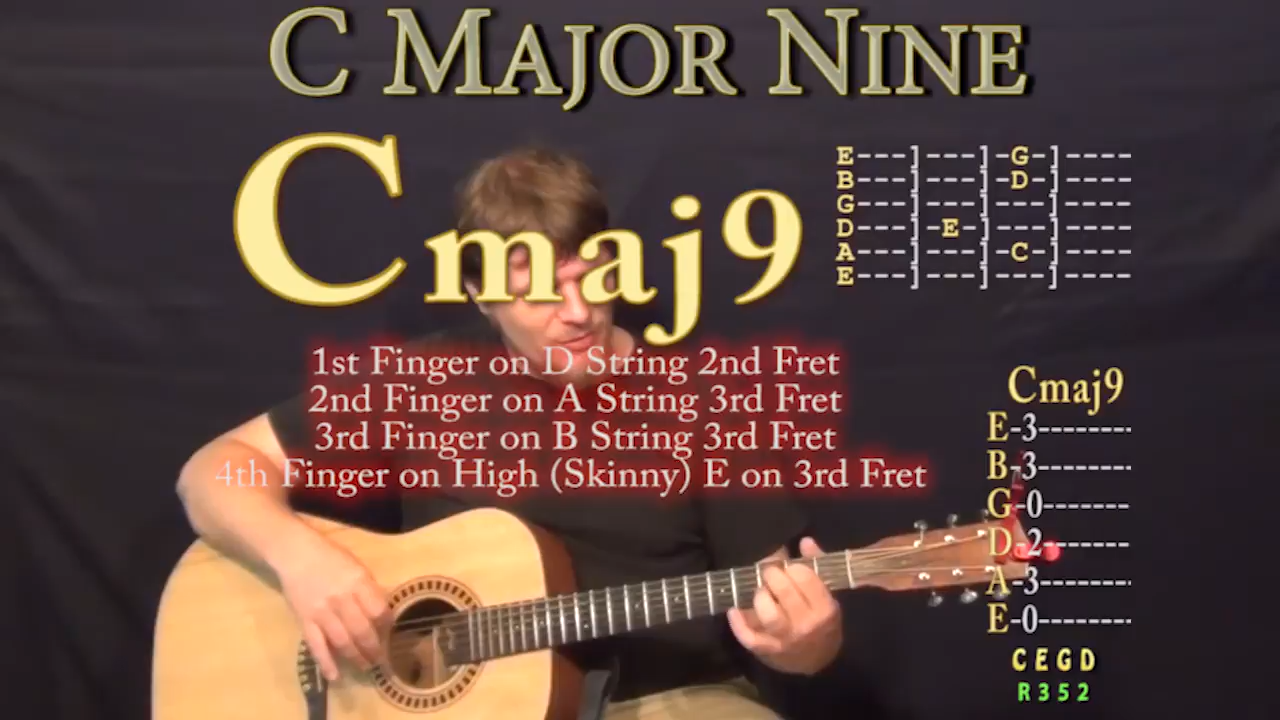 C MAJOR NINE
Cmaj9
E---]---]-G-]----
B---]---]-D-]----
G---]---]---]----
D---]-E-]---]----
A---]---]-C-]----
E---]---]---]----
1st Finger on D String 2nd Fret
2nd Finger on A String 3rd Fret
3rd Finger on B String 3rd Fret
4th Finger on High (Skinny) E on 3rd Fret
Cmaj9
E-3--------
B-3--------
G-0-------
D-2-------
A-3--------
E-0--------
C E G D
R 3 5 2